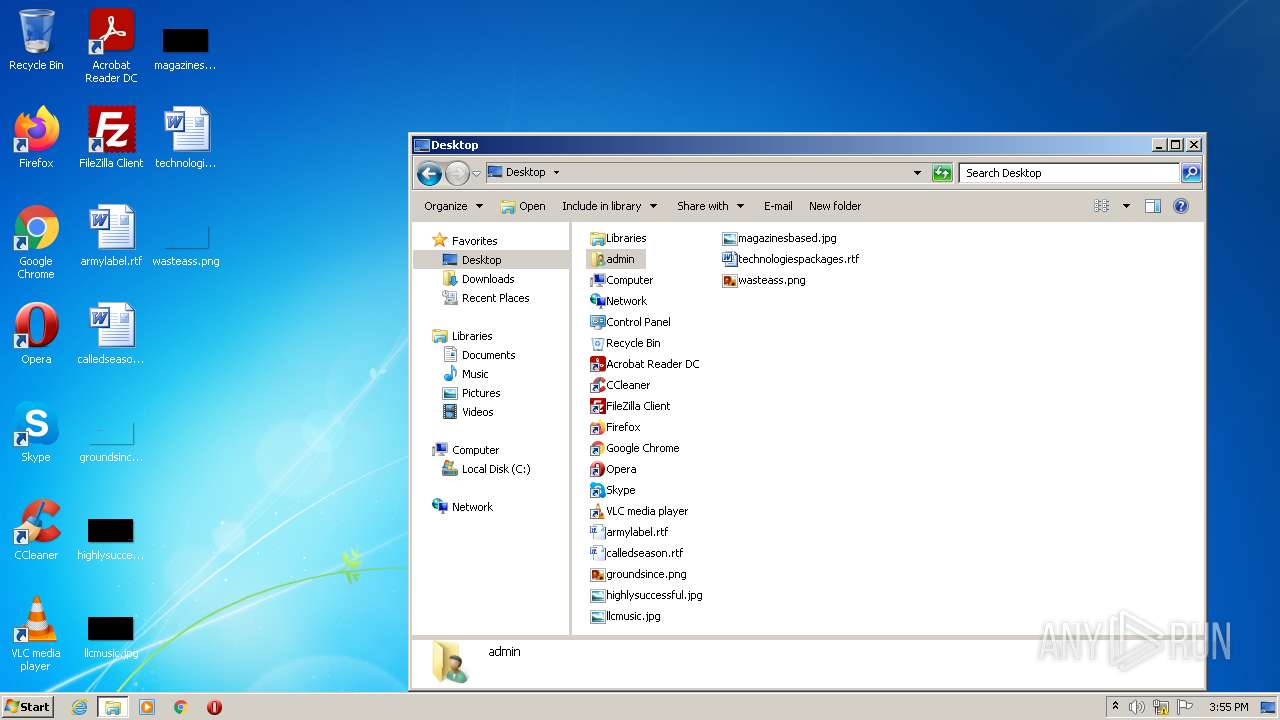 Recycle Bin
Acrobat
Reader DC
magazines...
Firefox
FileZilla Client
technologi...
Google
Chrome
armylabel.rtf
wasteass.png
Opera
calledseaso...
Skype
groundsinc...
CCleaner
highlysucce...
VLC media
player
llcmusic.jpg
Desktop
Desktop
Search Desktop
Organize
Open
Include in library
Share with
E-mail
New folder
Favorites
Desktop
Downloads
Recent Places
Libraries
Documents
Music
Pictures
Videos
Computer
Local Disk (C:)
Network
Libraries
admin
Computer
Network
Control Panel
Recycle Bin
Acrobat Reader DC
CCleaner
FileZilla Client
Firefox
Google Chrome
Opera
Skype
VLC media player
armylabel.rtf
calledseason.rtf
groundsince.png
highlysuccessful.jpg
llcmusic.jpg
magazinesbased.jpg
technologiespackages.rtf
wasteass.png
admin
ANY RUN
Start
3:55 PM